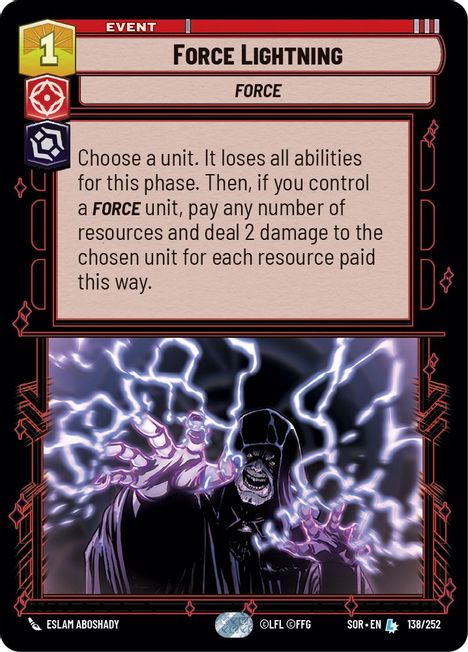 EVENT
1
FORCE LIGHTNING
FORCE
Choose a unit. It loses all abilities
for this phase. Then, if you control
a FORCE unit, pay any number of
resources and deal 2 damage to the
chosen unit for each resource paid
this way.
ESLAM ABOSHADY
©LFL ©FFG
SOR • EN L 138/252